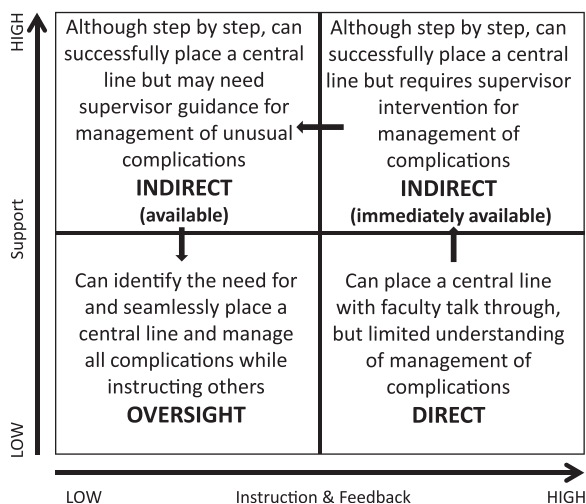 HIGH
Support
LOW
Although step by step, can
successfully place a central
line but may need
supervisor guidance for
management of unusual
complications
INDIRECT
(available)
Although step by step, can
successfully place a central
line but requires supervisor
intervention for
management of
complications
INDIRECT
(immediately available)
Can identify the need for
and seamlessly place a
central line and manage
all complications while
instructing others
OVERSIGHT
Can place a central line
with faculty talk through,
but limited understanding
of management of
complications
DIRECT
LOW
Instruction & Feedback
HIGH